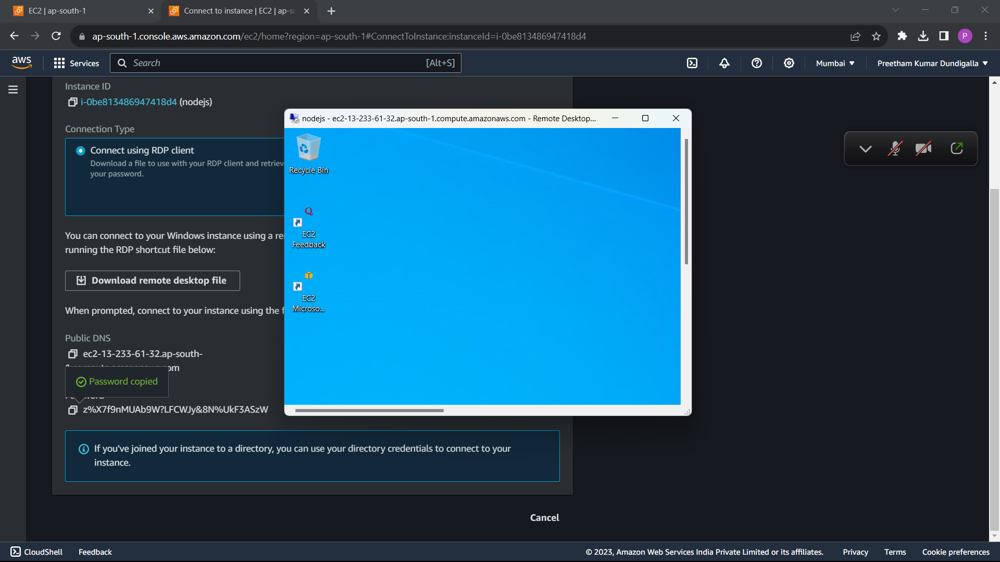 EC2 | ap-south-1
Connect to instance | EC2 | ap-so
ap-south-1.console.aws.amazon.com/ec2/home?region=ap-south-1#ConnectToInstance:instanceId=i-0be813486947418d4
P
aws
Services
Search
[Alt+S]
Mumbai
Preetham Kumar Dundigalla
Instance ID
i-0be813486947418d4 (nodejs)
Connection Type
Connect using RDP client
Download a file to use with your RDP client and retriev
your password.
You can connect to your Windows instance using a re
running the RDP shortcut file below:
Download remote desktop file
When prompted, connect to your instance using the f
Public DNS
ec2-13-233-61-32.ap-south-
om
Password copied
z%X7f9nMUAb9W?LFCWJy&8N%UkF3ASzW
If you've joined your instance to a directory, you can use your directory credentials to connect to your
instance.
Cancel
nodejs - ec2-13-233-61-32.ap-south-1.compute.amazonaws.com - Remote Desktop...
Recycle Bin
Q
EC2
Feedback
EC2
Microso...
CloudShell
Feedback
© 2023, Amazon Web Services India Private Limited or its affiliates.
Privacy
Terms
Cookie preferences